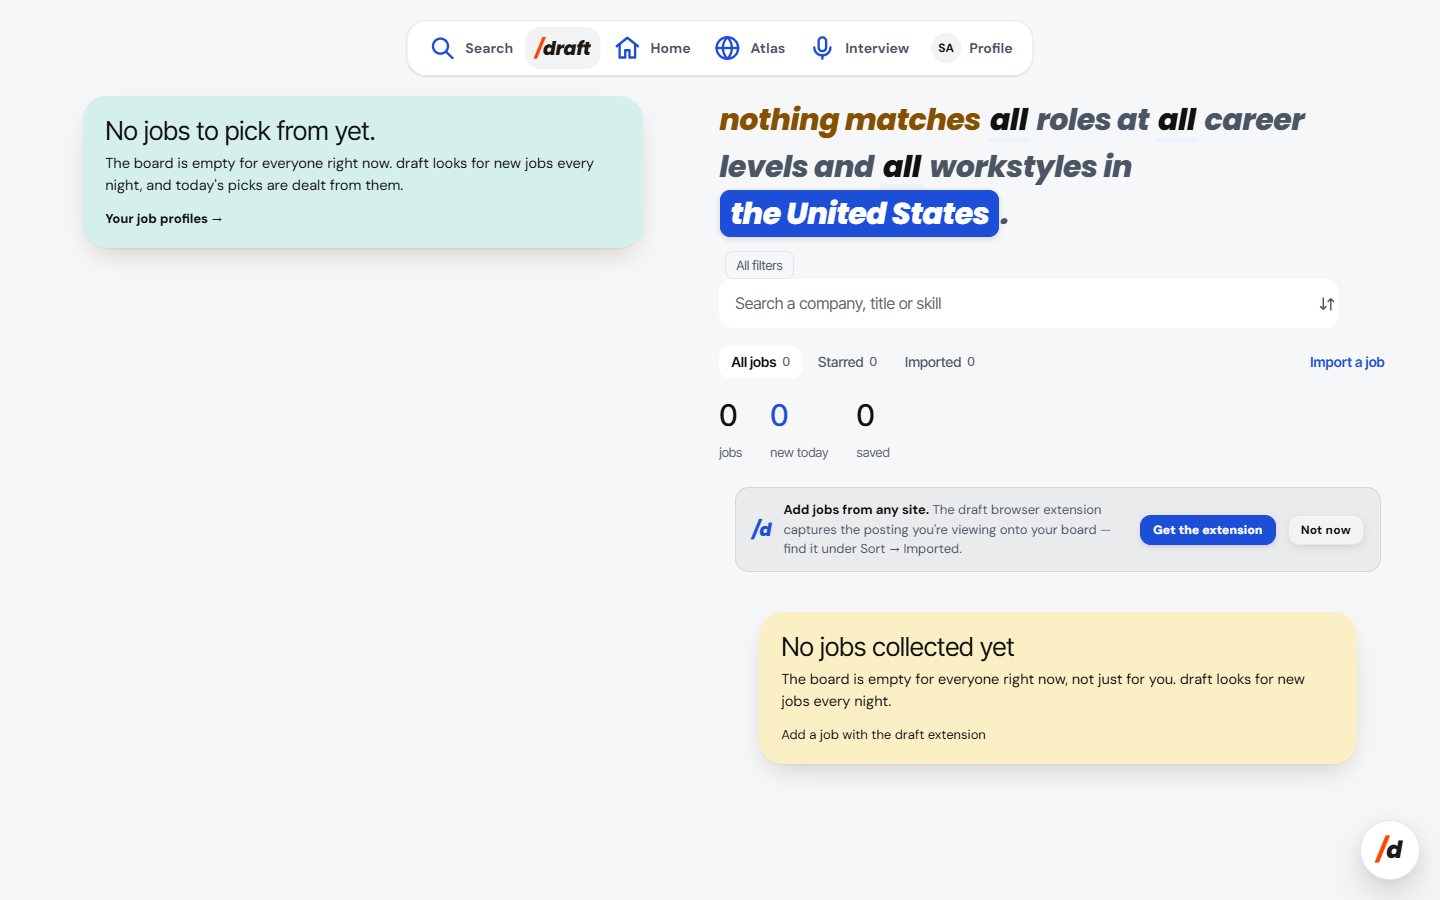 Search /draft Home Atlas Interview SA Profile
No jobs to pick from yet.
The board is empty for everyone right now. draft looks for new jobs every
night, and today's picks are dealt from them.
Your job profiles →
nothing matches all roles at all career
levels and all workstyles in
the United States .
All filters
Search a company, title or skill
All jobs 0 Starred 0 Imported 0 Import a job
0 0 0
jobs new today saved
/d
Add jobs from any site. The draft browser extension
captures the posting you're viewing onto your board —
find it under Sort → Imported.
Get the extension Not now
No jobs collected yet
The board is empty for everyone right now, not just for you. draft looks for new
jobs every night.
Add a job with the draft extension
/d